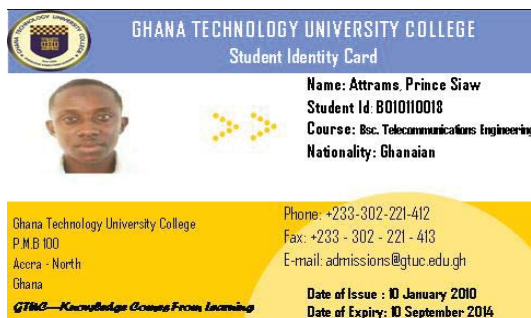 GHANA TECHNOLOGY UNIVERSITY COLLEGE
Student Identity Card
Name: Attrams, Prince Siaw
Student Id: B010110018
Course: Bsc. Telecommunications Engineering
Nationality: Ghanaian
Ghana Technology University College
P.M.B 100
Accra - North
Ghana
GTUC—Knowledge Comes From Learning
Phone: +233-302-221-412
Fax: +233 - 302 - 221 - 413
E-mail: admissions@gtuc.edu.gh
Date of Issue : 10 January 2010
Date of Expiry: 10 September 2014